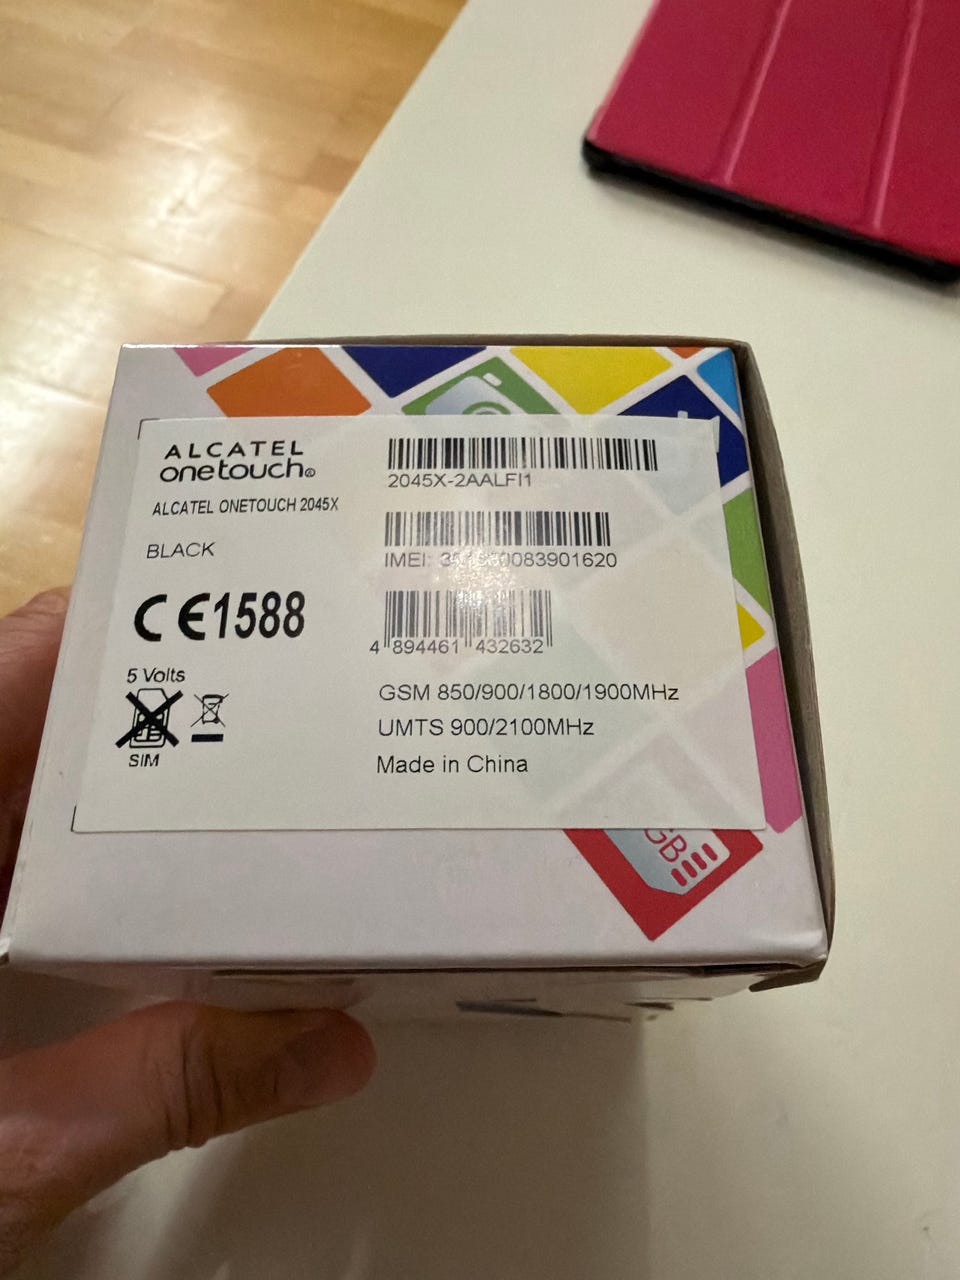 ALCATEL
onetouch®
ALCATEL ONETOUCH 2045X
BLACK
CE1588
5 Volts
SIM
2045X-2AALFI1
IMEI:
4 894461 432632
GSM 850/900/1800/1900MHz
UMTS 900/2100MHz
Made in China
GB